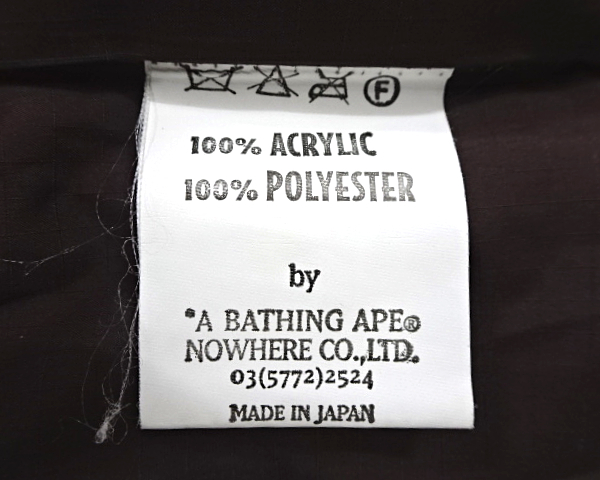 F
100% ACRYLIC
100% POLYESTER
by
*A BATHING APE®
NOWHERE CO.,LTD.
03(5772)2524
MADE IN JAPAN